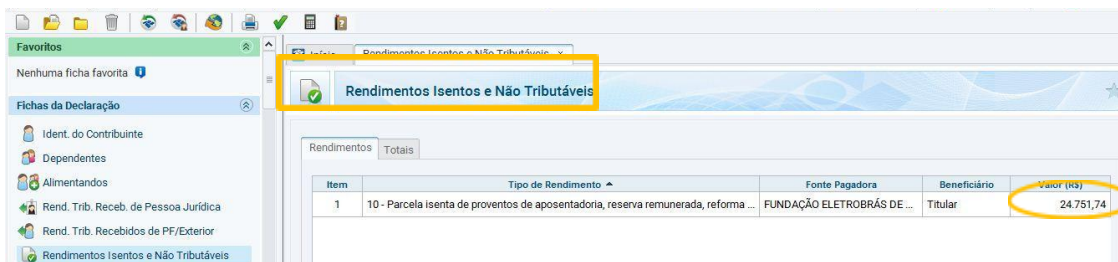 Favoritos
Nenhuma ficha favorita
Fichas da Declaração
Ident. do Contribuinte
Dependentes
Alimentandos
Rend. Trib. Receb. de Pessoa Jurídica
Rend. Trib. Recebidos de PF/Exterior
Rendimentos Isentos e Não Tributáveis
Início Rendimentos Isentos e Não Tributáveis ×
Rendimentos Isentos e Não Tributáveis
Rendimentos Totais
Item Tipo de Rendimento Fonte Pagadora Beneficiário Valor (R$)
1 10 - Parcela isenta de proventos de aposentadoria, reserva remunerada, reforma ... FUNDAÇÃO ELETROBRÁS DE ... Titular 24.751,74